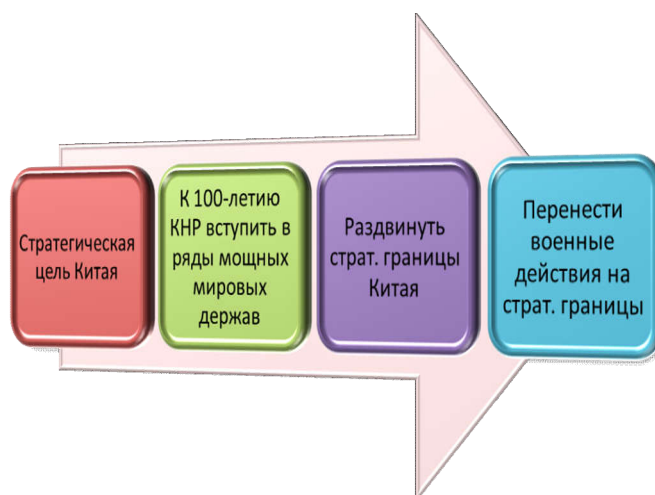 Стратегическая
цель Китая
К 100-летию
КНР вступить в
ряды мощных
мировых
держав
Раздвинуть
страт. границы
Китая
Перенести
военные
действия на
страт. границы